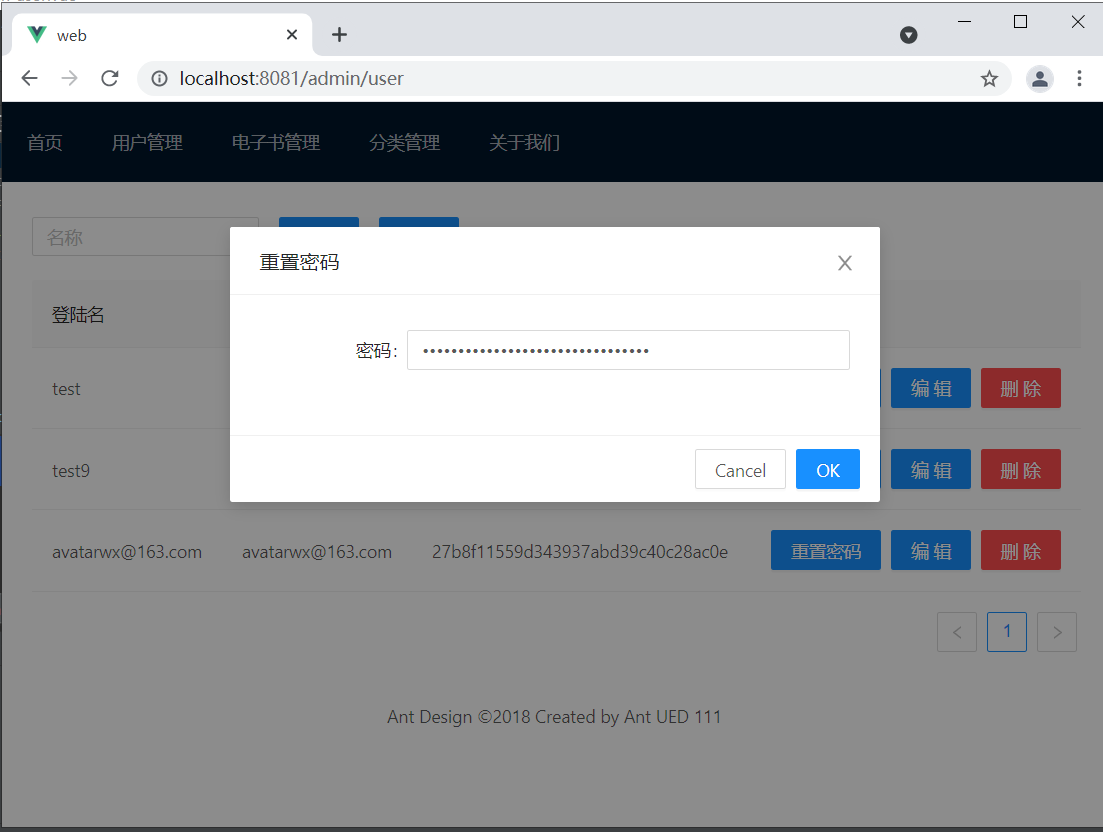 web
localhost:8081/admin/user
首页 用户管理 电子书管理 分类管理 关于我们
名称
重置密码
登陆名
密码: ••••••••••••••••••••••••••••••••
test 编 辑 删 除
test9 编 辑 删 除
Cancel OK
avatarwx@163.com avatarwx@163.com 27b8f11559d343937abd39c40c28ac0e 重置密码 编 辑 删 除
< 1 >
Ant Design ©2018 Created by Ant UED 111